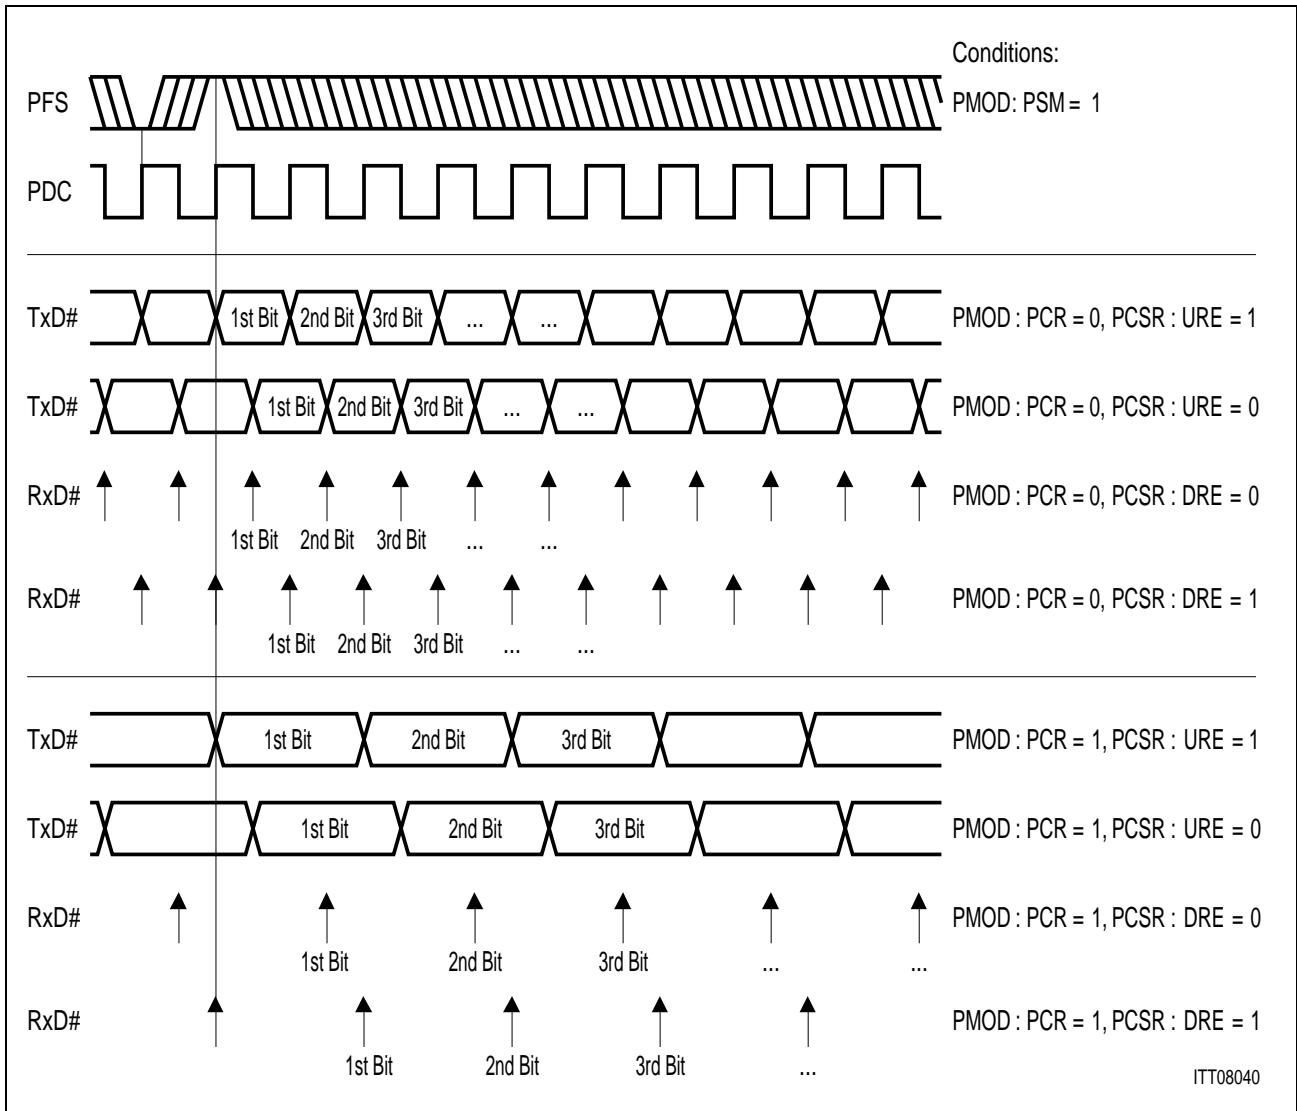 Conditions:
PFS
PMOD: PSM = 1
PDC
TxD# 1st Bit 2nd Bit 3rd Bit ... ... PMOD : PCR = 0, PCSR : URE = 1
TxD# 1st Bit 2nd Bit 3rd Bit ... ... PMOD : PCR = 0, PCSR : URE = 0
RxD# PMOD : PCR = 0, PCSR : DRE = 0
1st Bit 2nd Bit 3rd Bit ... ...
RxD# PMOD : PCR = 0, PCSR : DRE = 1
1st Bit 2nd Bit 3rd Bit ... ...
TxD# 1st Bit 2nd Bit 3rd Bit PMOD : PCR = 1, PCSR : URE = 1
TxD# 1st Bit 2nd Bit 3rd Bit PMOD : PCR = 1, PCSR : URE = 0
RxD# PMOD : PCR = 1, PCSR : DRE = 0
1st Bit 2nd Bit 3rd Bit ... ...
RxD# PMOD : PCR = 1, PCSR : DRE = 1
1st Bit 2nd Bit 3rd Bit ...
ITT08040